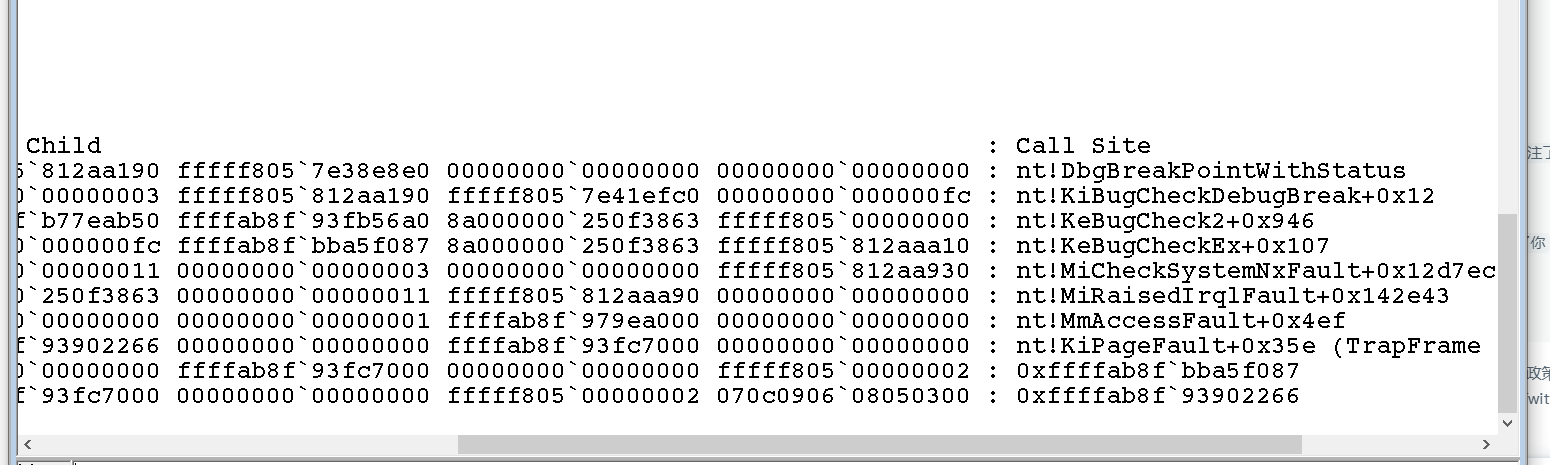 Child : Call Site
5`812aa190 fffff805`7e38e8e0 00000000`00000000 00000000`00000000 : nt!DbgBreakPointWithStatus
0`00000003 fffff805`812aa190 fffff805`7e41efc0 00000000`000000fc : nt!KiBugCheckDebugBreak+0x12
f`b77eab50 ffffab8f`93fb56a0 8a000000`250f3863 fffff805`00000000 : nt!KeBugCheck2+0x946
0`000000fc ffffab8f`bba5f087 8a000000`250f3863 fffff805`812aaa10 : nt!KeBugCheckEx+0x107
0`00000011 00000000`00000003 00000000`00000000 fffff805`812aa930 : nt!MiCheckSystemNxFault+0x12d7ec
0`250f3863 00000000`00000011 fffff805`812aaa90 00000000`00000000 : nt!MiRaisedIrqlFault+0x142e43
0`00000000 00000000`00000001 ffffab8f`979ea000 00000000`00000000 : nt!MmAccessFault+0x4ef
f`93902266 00000000`00000000 ffffab8f`93fc7000 00000000`00000000 : nt!KiPageFault+0x35e (TrapFrame
0`00000000 ffffab8f`93fc7000 00000000`00000000 fffff805`00000002 : 0xffffab8f`bba5f087
f`93fc7000 00000000`00000000 fffff805`00000002 070c0906`08050300 : 0xffffab8f`93902266
注了
你
政策
wit